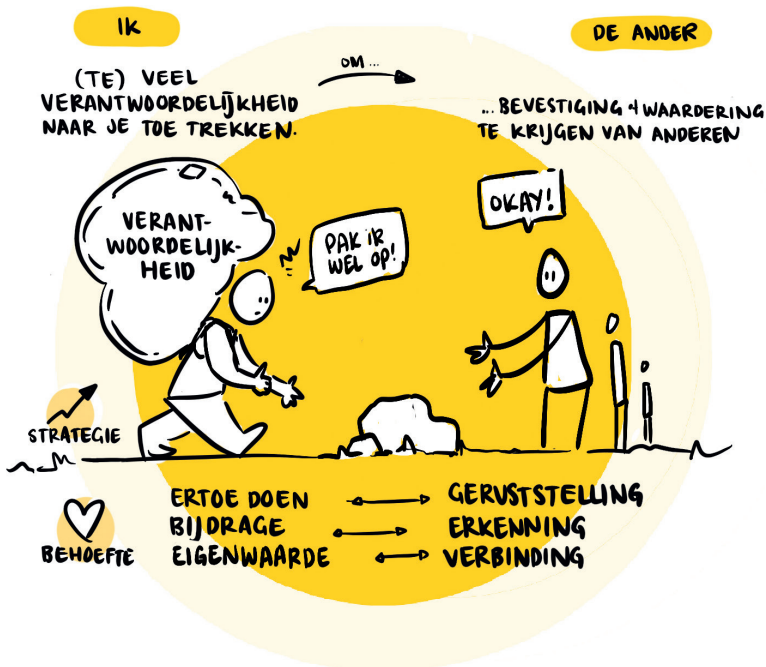 IK
DE ANDER
(TE) VEEL
VERANTWOORDELIJKHEID
NAAR JE TOE TREKKEN.
OM ...
... BEVESTIGING + WAARDERING
TE KRIJGEN VAN ANDEREN
VERANT-
WOORDELIJK-
HEID
PAK IK
WEL OP!
OKAY!
STRATEGIE
BEHOEFTE
ERTOE DOEN
GERUSTSTELLING
BIJDRAGE
ERKENNING
EIGENWAARDE
VERBINDING